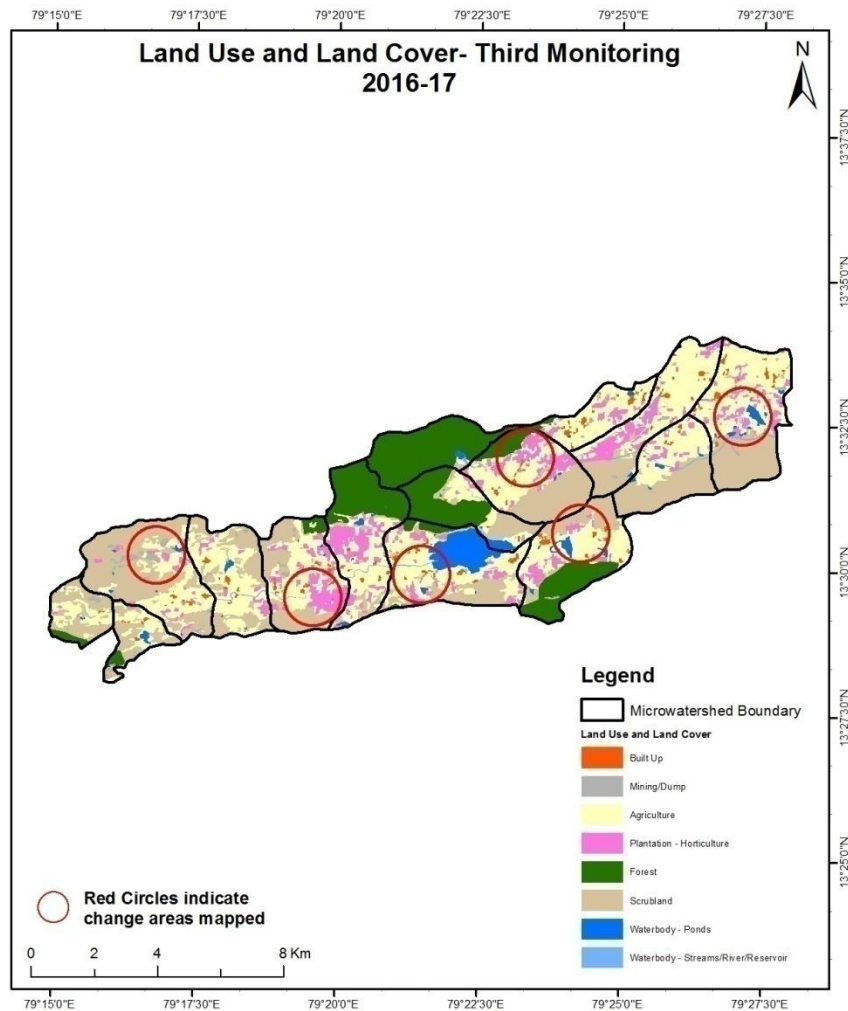 79°15'0"E 79°17'30"E 79°20'0"E 79°22'30"E 79°25'0"E 79°27'30"E
Land Use and Land Cover- Third Monitoring
2016-17
N
13°37'30"N
13°35'0"N
13°32'30"N
13°30'0"N
13°27'30"N
13°25'0"N
Legend
Microwatershed Boundary
Land Use and Land Cover
Built Up
Mining/Dump
Agriculture
Plantation - Horticulture
Forest
Scrubland
Waterbody - Ponds
Waterbody - Streams/River/Reservoir
Red Circles indicate
change areas mapped
0 2 4 8 Km
79°15'0"E 79°17'30"E 79°20'0"E 79°22'30"E 79°25'0"E 79°27'30"E